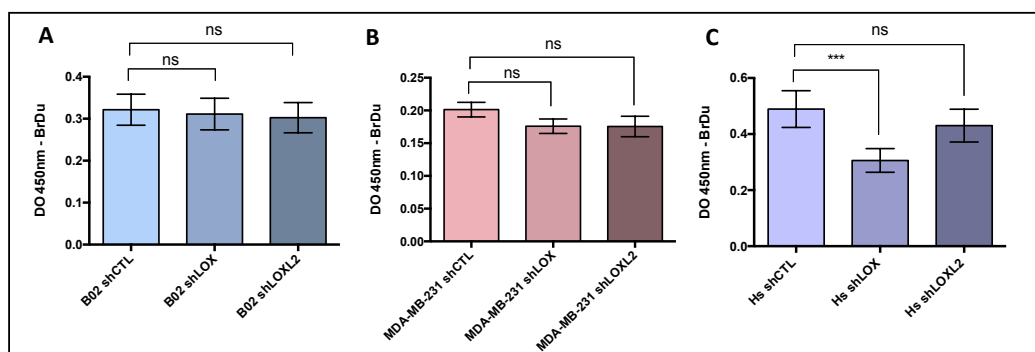 A
ns
ns
DO 450nm - BrDu
0.4
0.3
0.2
0.1
0.0
B02 shCTL
B02 shLOX
B02 shLOXL2
B
ns
ns
DO 450nm - BrDu
0.25
0.20
0.15
0.10
0.05
0.00
MDA-MB-231 shCTL
MDA-MB-231 shLOX
MDA-MB-231 shLOXL2
C
ns
***
DO 450nm - BrDu
0.6
0.4
0.2
0.0
Hs shCTL
Hs shLOX
Hs shLOXL2